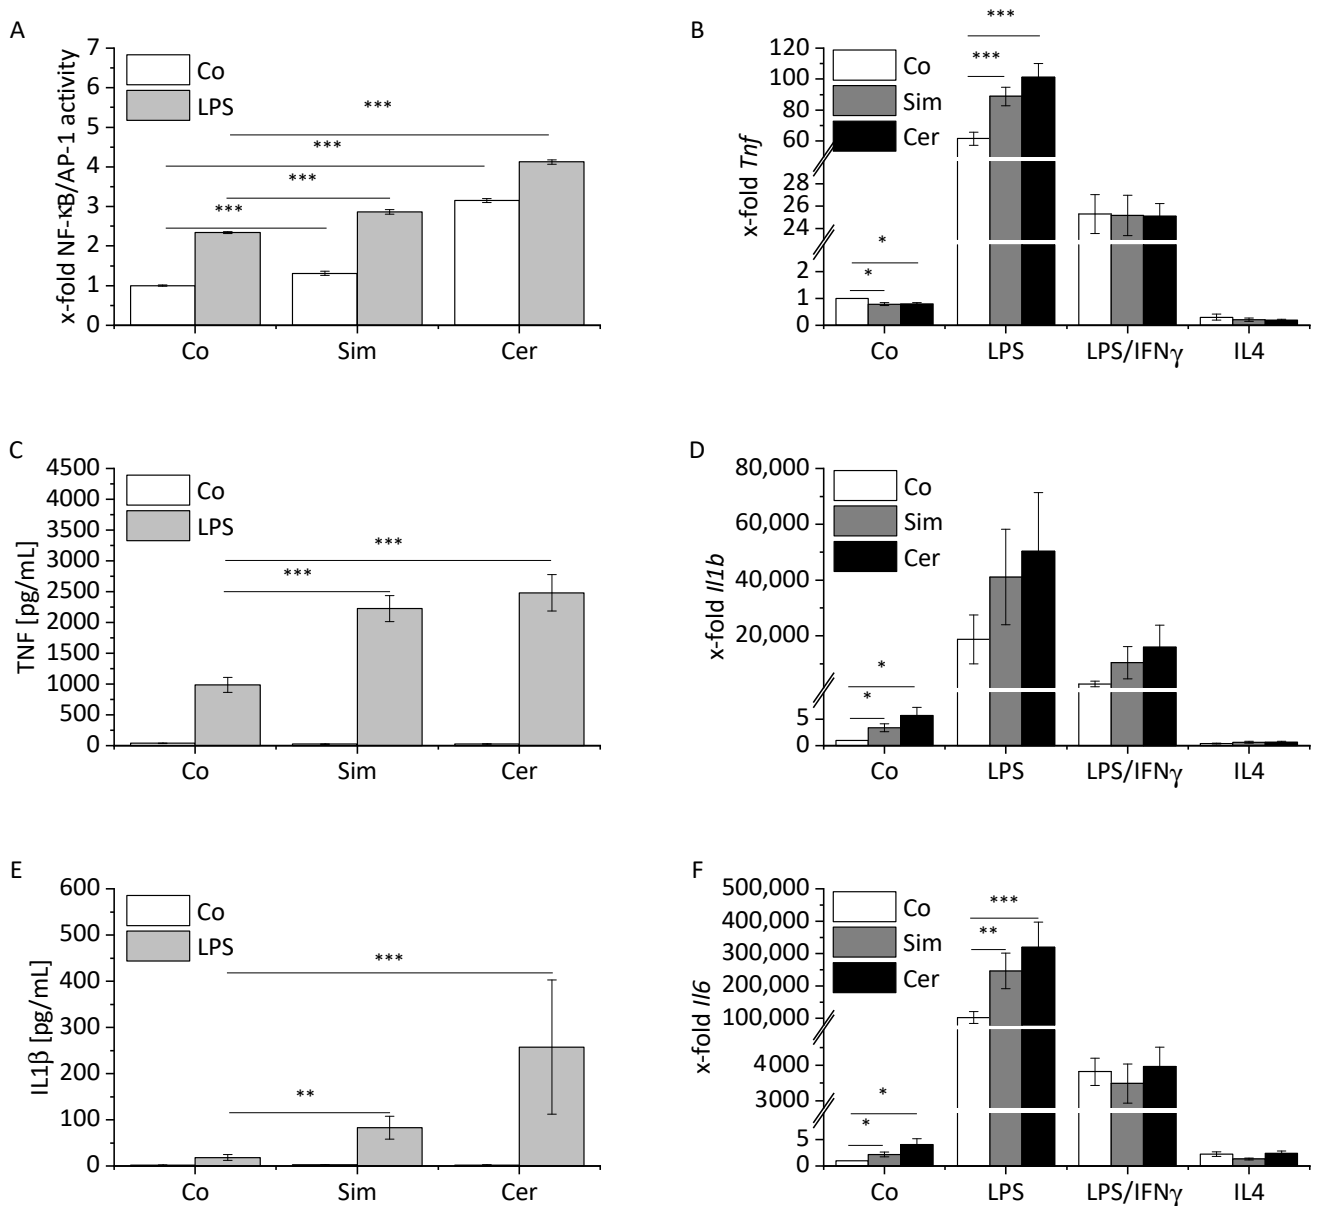 A
x-fold NF-κB/AP-1 activity
7
6
5
4
3
2
1
0
Co
LPS
***
***
***
***
Co
Sim
Cer
B
x-fold Tnf
120
100
80
60
28
26
24
2
1
0
Co
Sim
Cer
***
***
*
*
Co
LPS
LPS/IFNγ
IL4
C
TNF [pg/mL]
4500
4000
3500
3000
2500
2000
1500
1000
500
0
Co
LPS
***
***
Co
Sim
Cer
D
x-fold Il1b
80,000
60,000
40,000
20,000
5
0
Co
Sim
Cer
*
*
Co
LPS
LPS/IFNγ
IL4
E
IL1β [pg/mL]
600
500
400
300
200
100
0
Co
LPS
***
**
Co
Sim
Cer
F
x-fold Il6
500,000
400,000
300,000
200,000
100,000
4000
3000
5
0
Co
Sim
Cer
***
**
*
*
Co
LPS
LPS/IFNγ
IL4